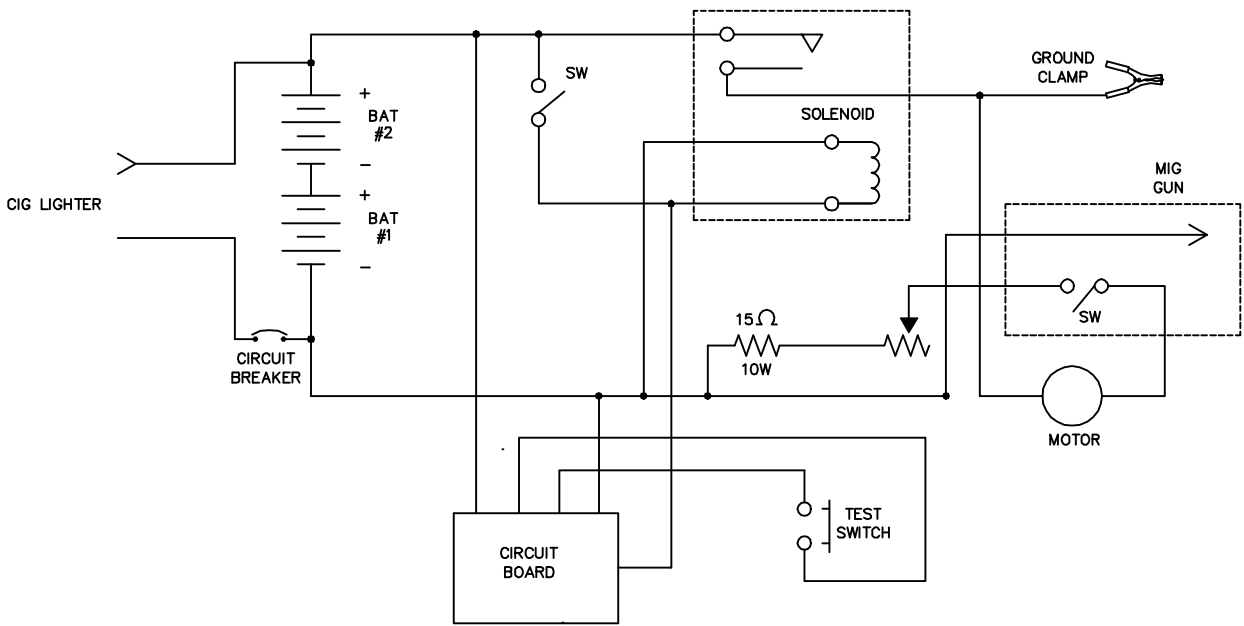 SW
GROUND
CLAMP
+
BAT
#2
−
SOLENOID
+
BAT
#1
−
CIG LIGHTER
MIG
GUN
SW
15Ω
10W
CIRCUIT
BREAKER
MOTOR
TEST
SWITCH
CIRCUIT
BOARD